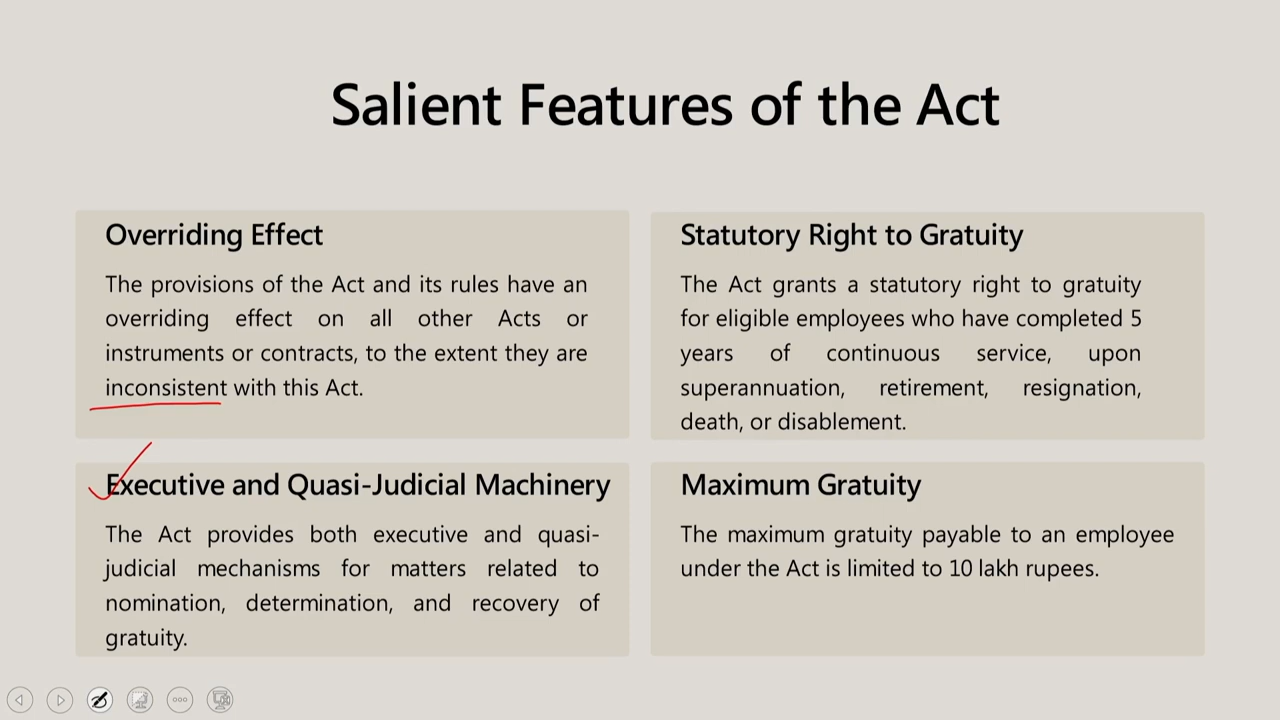 Salient Features of the Act
Overriding Effect
The provisions of the Act and its rules have an
overriding effect on all other Acts or
instruments or contracts, to the extent they are
inconsistent with this Act.
Statutory Right to Gratuity
The Act grants a statutory right to gratuity
for eligible employees who have completed 5
years of continuous service, upon
superannuation, retirement, resignation,
death, or disablement.
Executive and Quasi-Judicial Machinery
The Act provides both executive and quasi-
judicial mechanisms for matters related to
nomination, determination, and recovery of
gratuity.
Maximum Gratuity
The maximum gratuity payable to an employee
under the Act is limited to 10 lakh rupees.